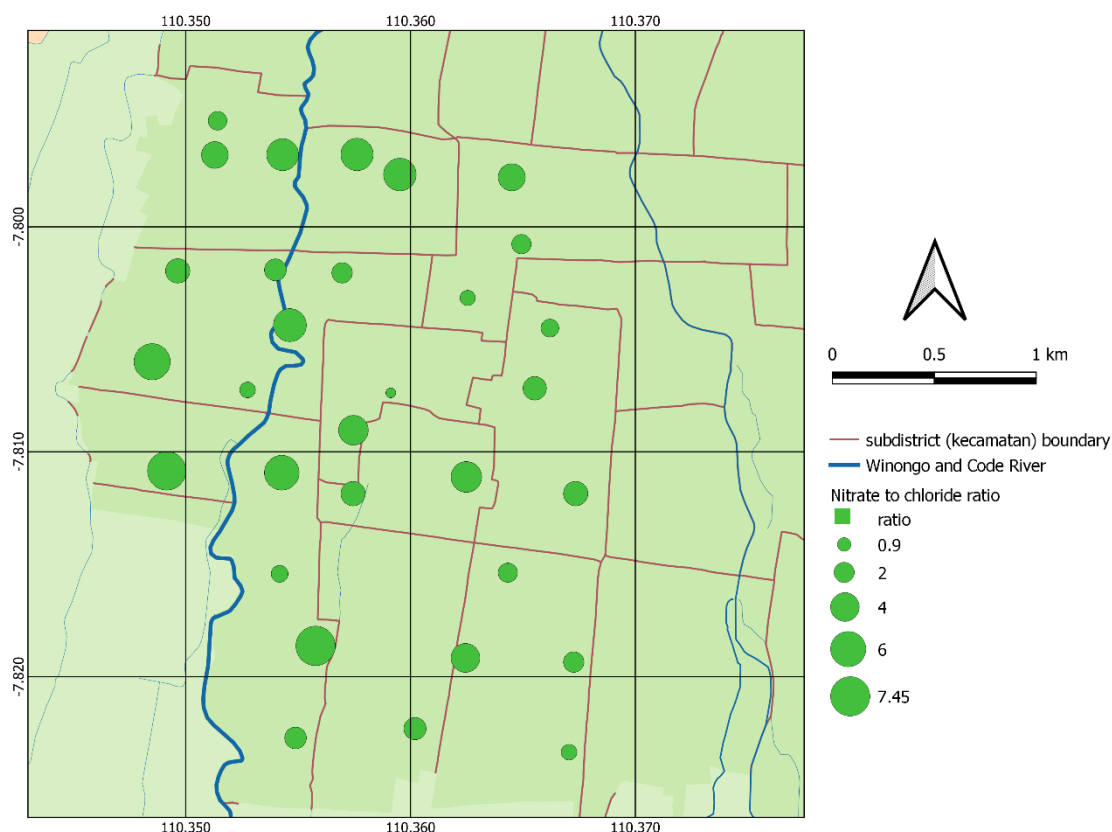 110.350 110.360 110.370
-7.800
-7.810
-7.820
110.350 110.360 110.370
0 0.5 1 km
subdistrict (kecamatan) boundary
Winongo and Code River
Nitrate to chloride ratio
ratio
0.9
2
4
6
7.45